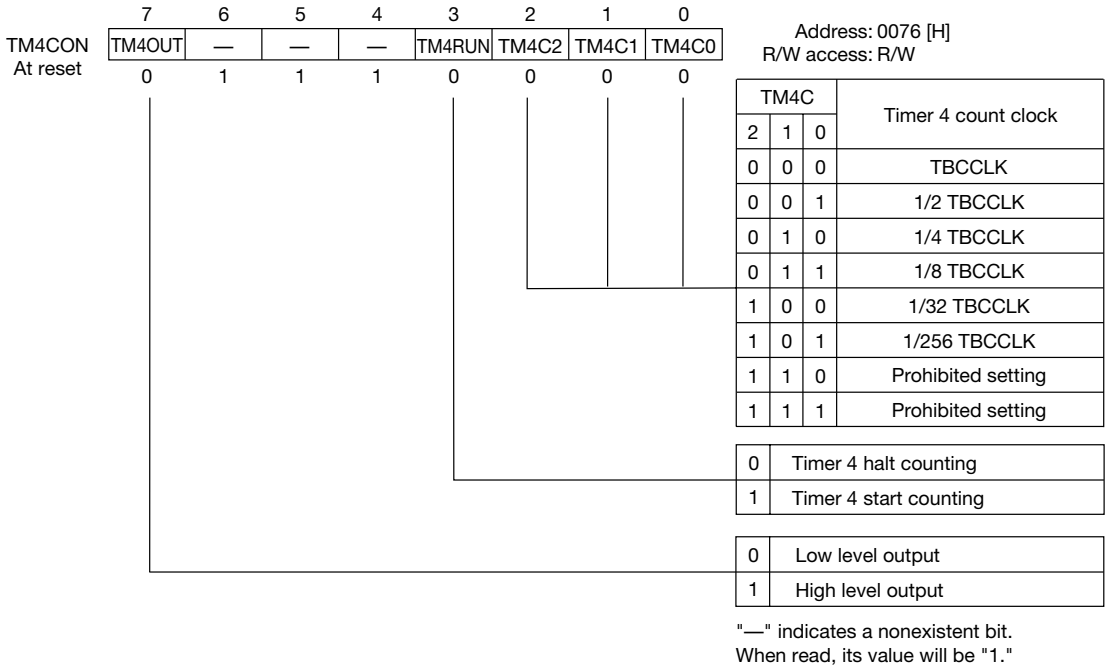 7 6 5 4 3 2 1 0
TM4CON TM4OUT — — — TM4RUN TM4C2 TM4C1 TM4C0
At reset 0 1 1 1 0 0 0 0
Address: 0076 [H]
R/W access: R/W
TM4C Timer 4 count clock
2 1 0
0 0 0 TBCCLK
0 0 1 1/2 TBCCLK
0 1 0 1/4 TBCCLK
0 1 1 1/8 TBCCLK
1 0 0 1/32 TBCCLK
1 0 1 1/256 TBCCLK
1 1 0 Prohibited setting
1 1 1 Prohibited setting
0 Timer 4 halt counting
1 Timer 4 start counting
0 Low level output
1 High level output
"—" indicates a nonexistent bit.
When read, its value will be "1."